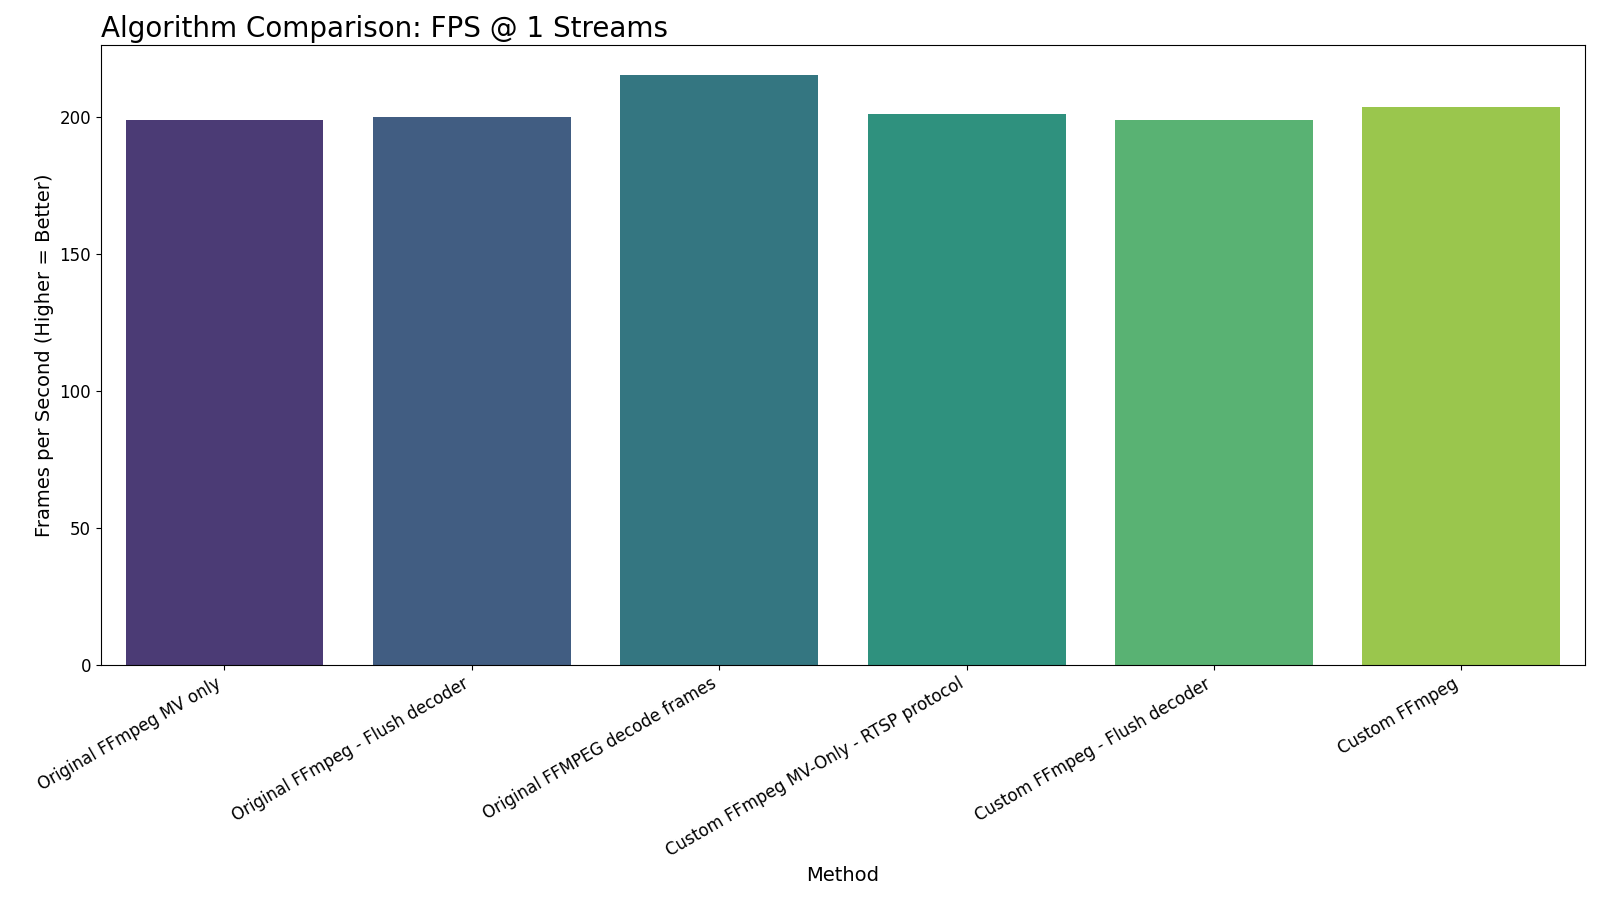 Algorithm Comparison: FPS @ 1 Streams
Frames per Second (Higher = Better)
200
150
100
50
0
Original FFmpeg MV only
Original FFmpeg - Flush decoder
Original FFMPEG decode frames
Custom FFmpeg MV-Only - RTSP protocol
Custom FFmpeg - Flush decoder
Custom FFmpeg
Method